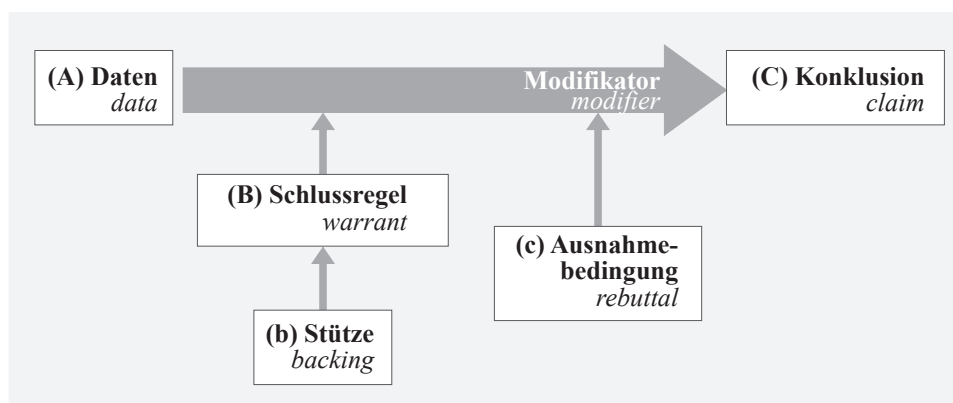 (A) Daten
data
Modifikator
modifier
(C) Konklusion
claim
(B) Schlussregel
warrant
(c) Ausnahme-
bedingung
rebuttal
(b) Stütze
backing